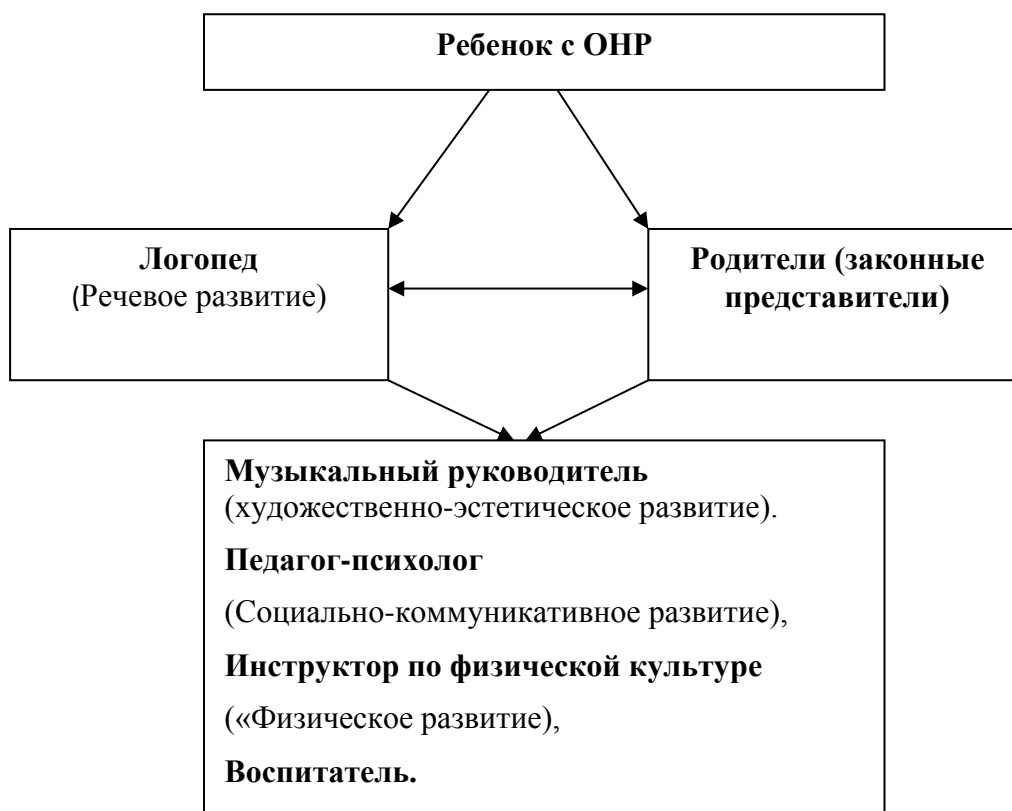 Ребенок с ОНР
Логопед
(Речевое развитие)
Родители (законные
представители)
Музыкальный руководитель
(художественно-эстетическое развитие).
Педагог-психолог
(Социально-коммуникативное развитие),
Инструктор по физической культуре
(«Физическое развитие),
Воспитатель.